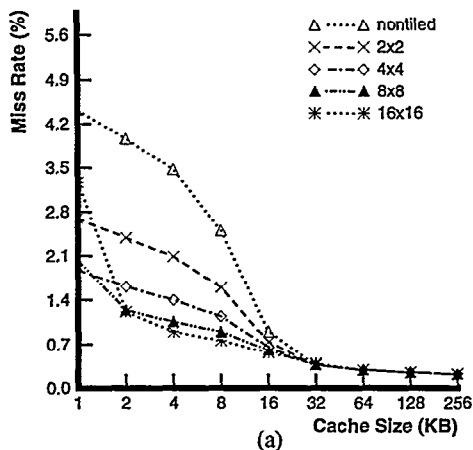 Miss Rate (%)
5.6
4.9
4.2
3.5
2.8
2.1
1.4
0.7
0.0
nontiled
2x2
4x4
8x8
16x16
1 2 4 8 16 32 64 128 256
Cache Size (KB)
(a)